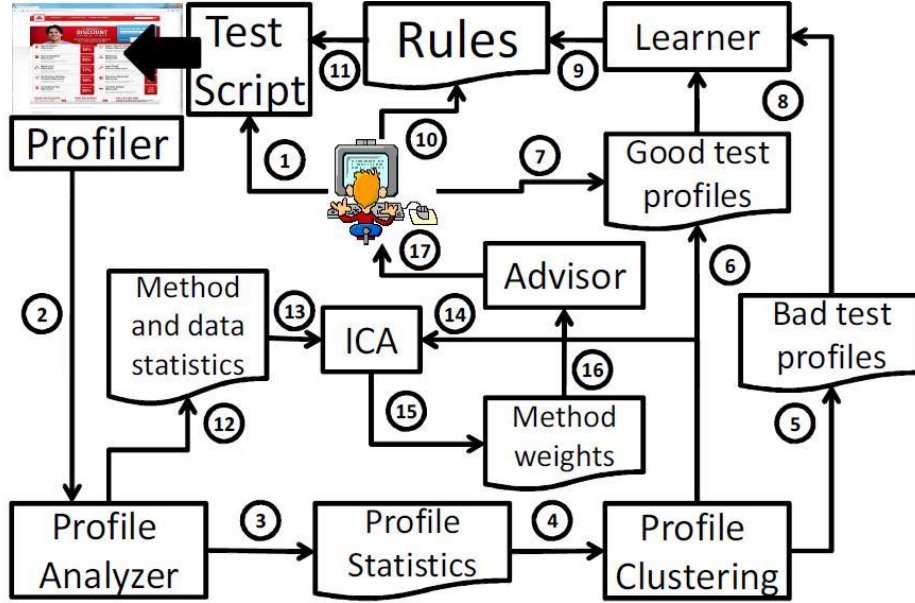 DISCOUNT
Test
Script
Rules
Learner
11
9
Profiler
1
10
7
8
Good test
profiles
17
Advisor
6
2
Method
and data
statistics
13
ICA
14
Bad test
profiles
16
15
12
Method
weights
5
Profile
Analyzer
3
Profile
Statistics
4
Profile
Clustering